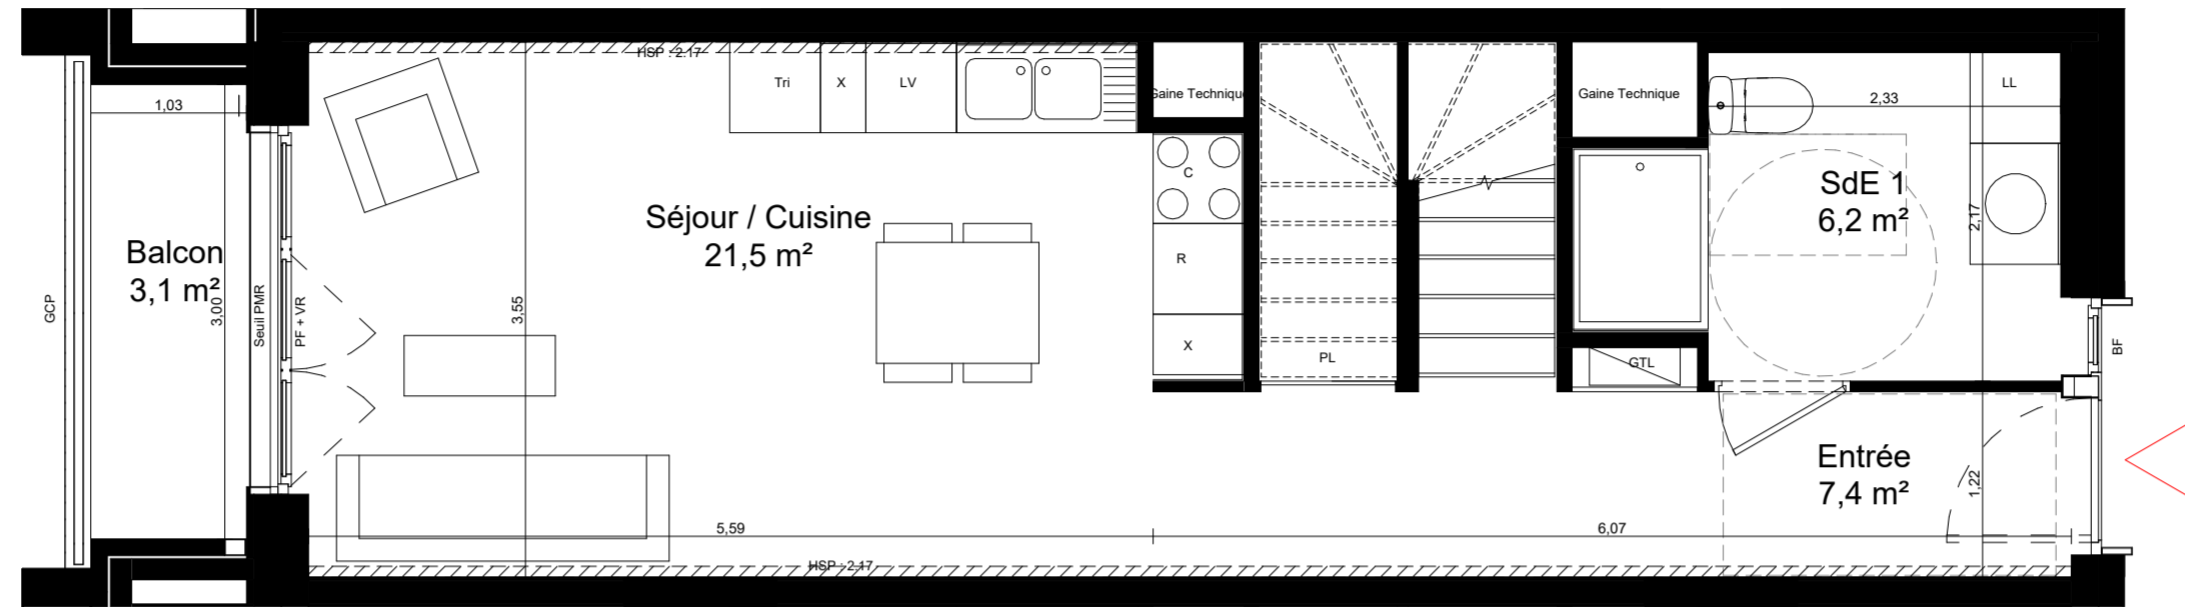 HSP : 2.17
Tri
X
LV
Gaine Technique
Gaine Technique
LL
1,03
2,33
C
SdE 1
6,2 m²
2,17
Séjour / Cuisine
21,5 m²
Balcon
3,1 m²
3,00
GCP
Seuil PMR
PF + VR
3,55
R
X
PL
GTL
BF
Entrée
7,4 m²
1,22
5,59
6,07
HSP : 2.17